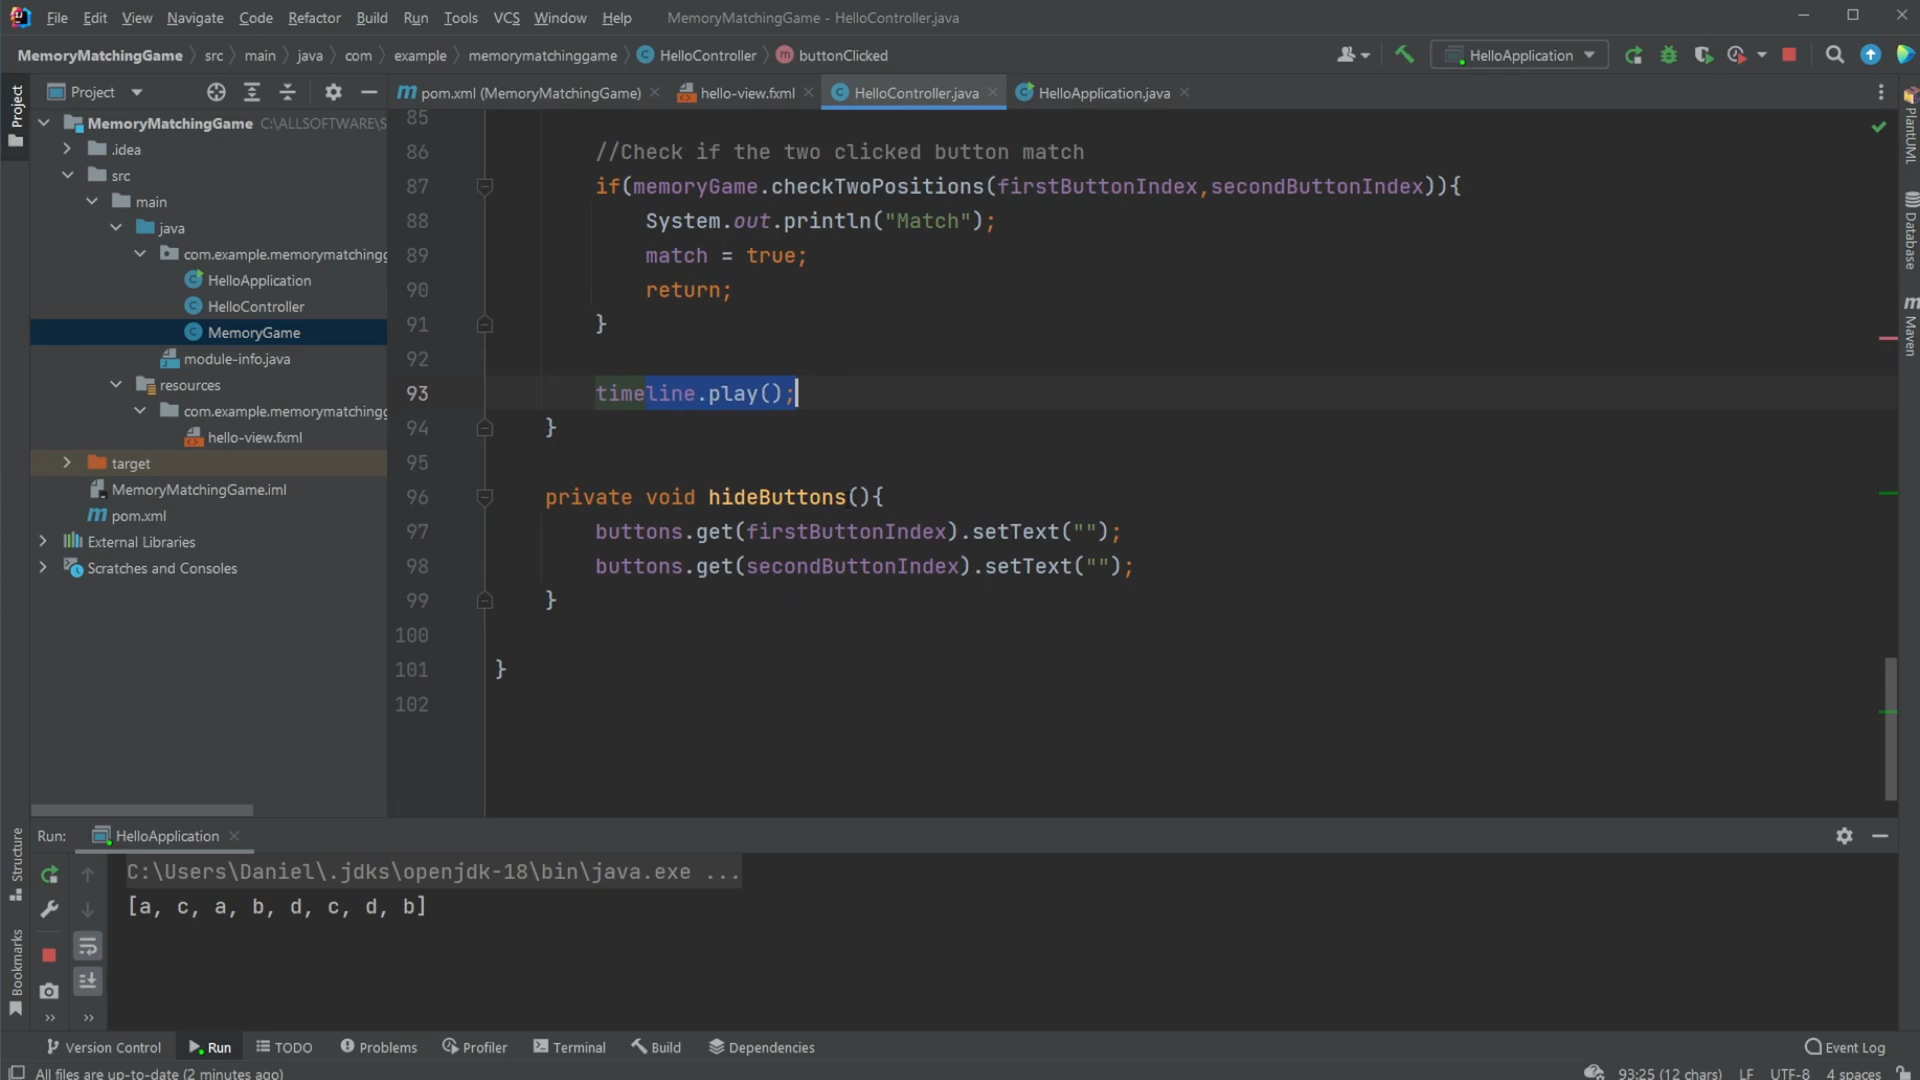 File Edit View Navigate Code Refactor Build Run Tools VCS Window Help MemoryMatchingGame - HelloController.java
MemoryMatchingGame src main java com example memorymatchinggame HelloController buttonClicked HelloApplication
Project
pom.xml (MemoryMatchingGame) hello-view.fxml HelloController.java HelloApplication.java
Project
MemoryMatchingGame C:\ALLSOFTWARE\S
.idea
src
main
java
com.example.memorymatchingg
HelloApplication
HelloController
MemoryGame
module-info.java
resources
com.example.memorymatchingg
hello-view.fxml
target
MemoryMatchingGame.iml
pom.xml
External Libraries
Scratches and Consoles
85
86 //Check if the two clicked button match
87 if(memoryGame.checkTwoPositions(firstButtonIndex,secondButtonIndex)){
88 System.out.println("Match");
89 match = true;
90 return;
91 }
92
93 timeline.play();
94 }
95
96 private void hideButtons(){
97 buttons.get(firstButtonIndex).setText("");
98 buttons.get(secondButtonIndex).setText("");
99 }
100
101 }
102
PlantUML
Database
Maven
Structure
Bookmarks
Run: HelloApplication
C:\Users\Daniel\.jdks\openjdk-18\bin\java.exe ...
[a, c, a, b, d, c, d, b]
Version Control Run TODO Problems Profiler Terminal Build Dependencies Event Log
All files are up-to-date (2 minutes ago) 93:25 (12 chars) LF UTF-8 4 spaces